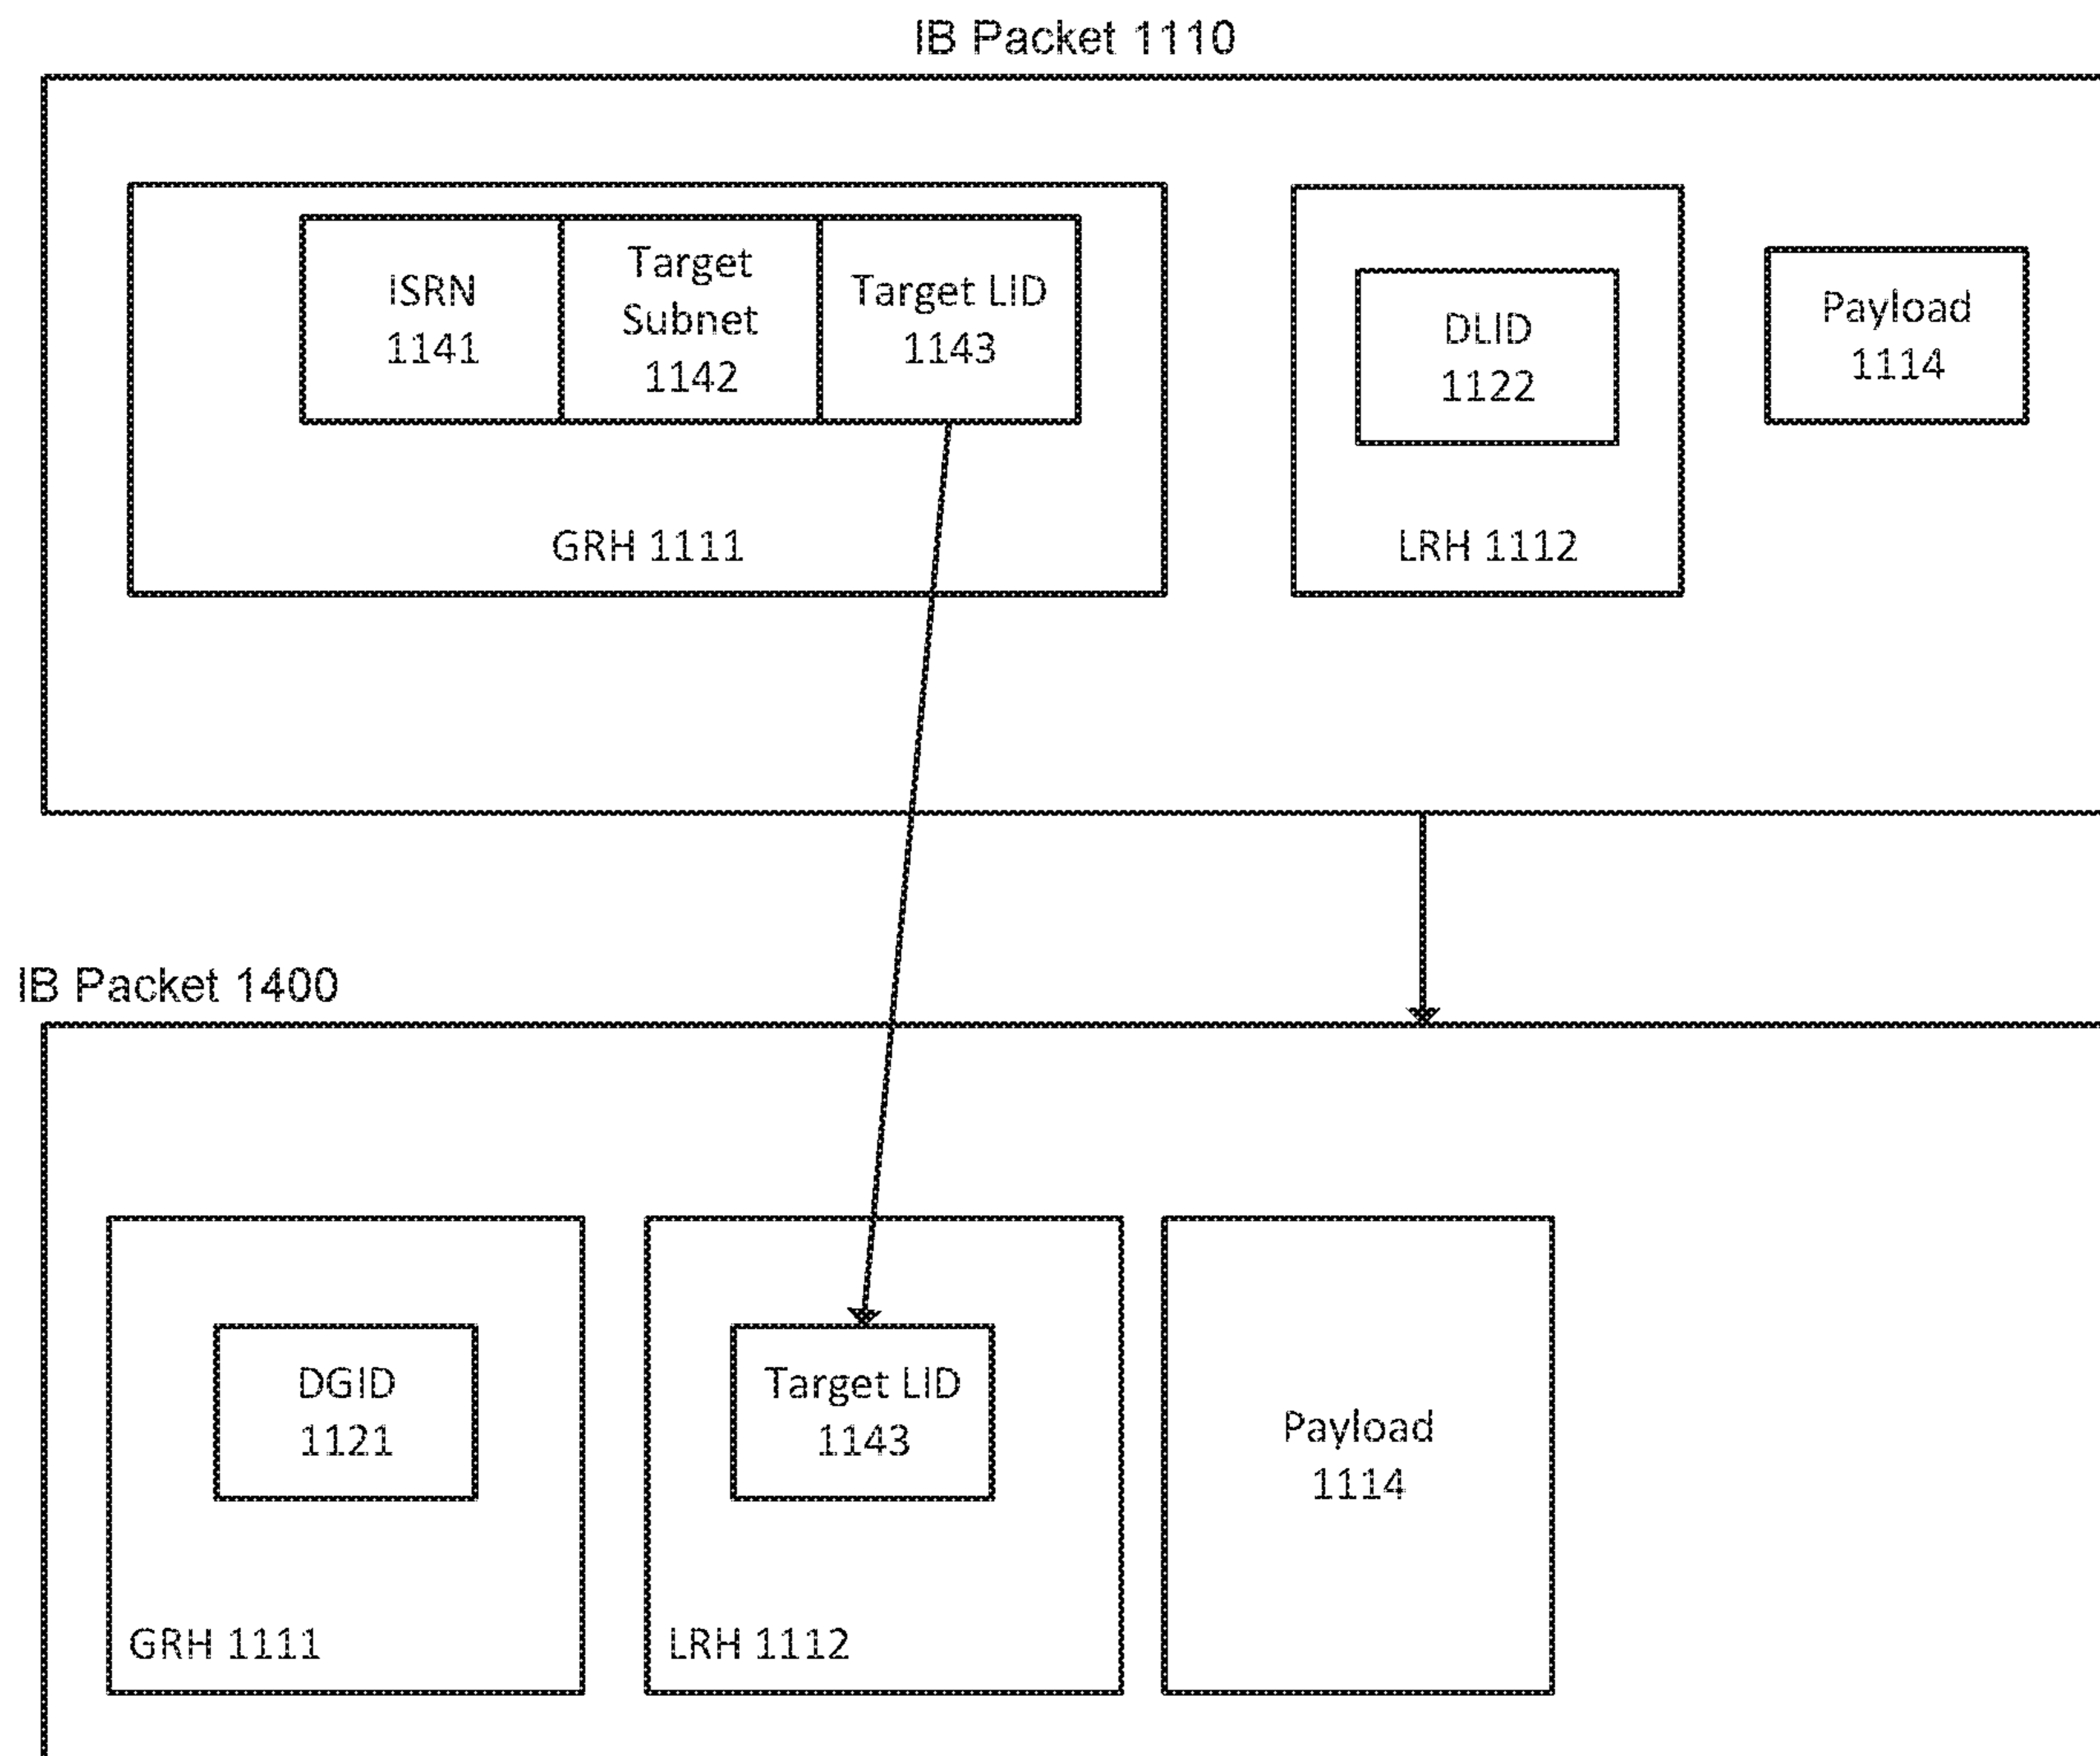 IB Packet 1110
ISRN
1141
Target
Subnet
1142
Target LID
1143
GRH 1111
DLID
1122
LRH 1112
Payload
1114
IB Packet 1400
DGID
1121
GRH 1111
Target LID
1143
LRH 1112
Payload
1114